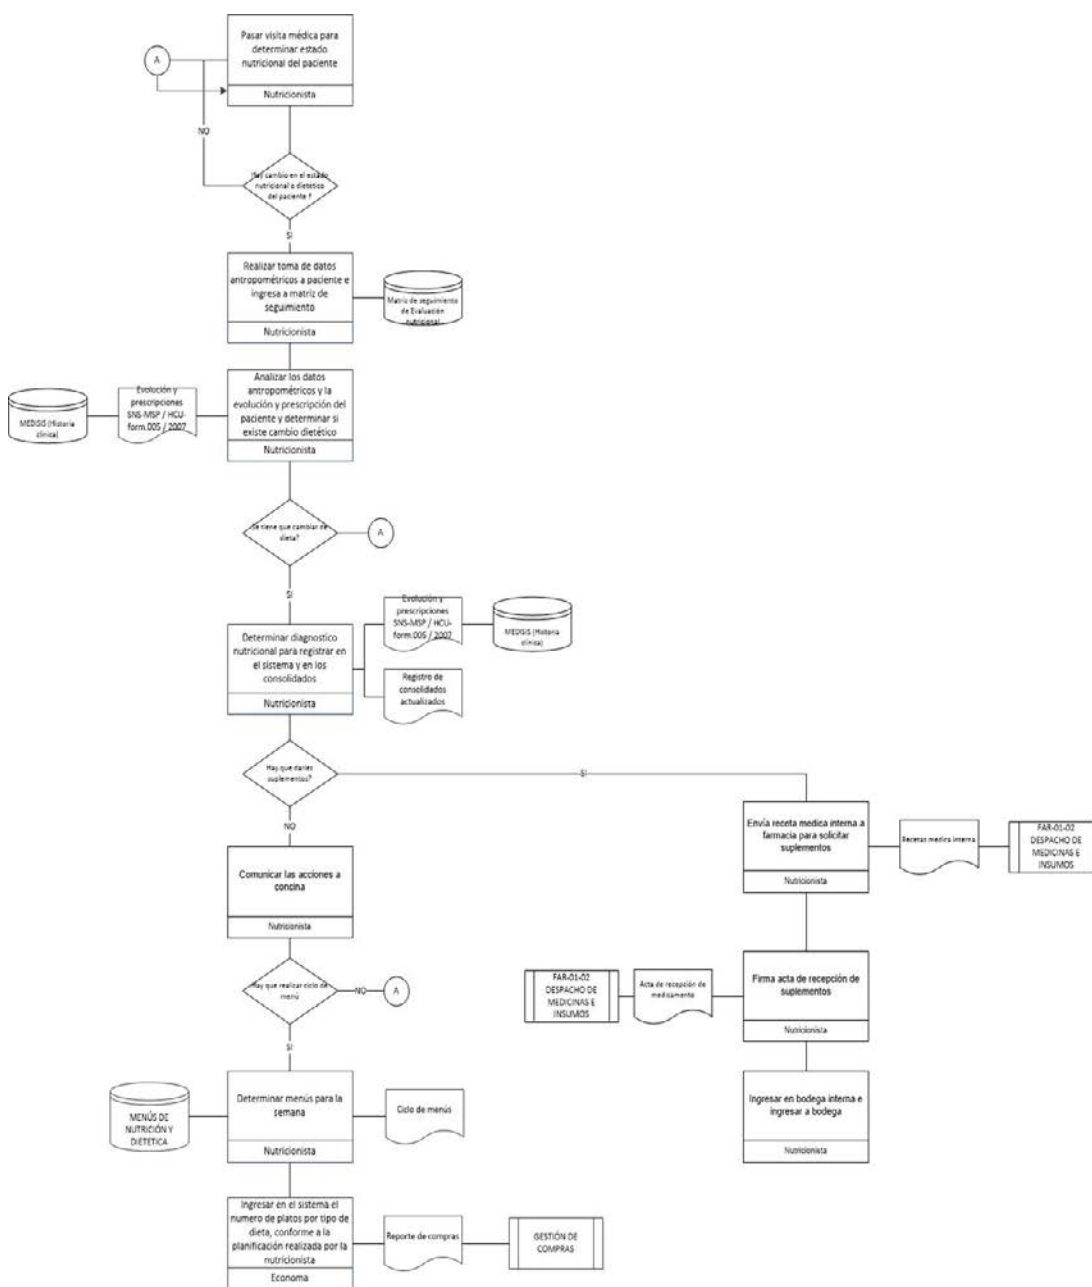 Pasar visita médica para
determinar estado
nutricional del paciente
A
Nutricionista
NO
Hay cambio en el estado
nutricional o dietetico
del paciente ?
SI
Realizar toma de datos
antropométricos a paciente e
ingresa a matriz de
seguimiento
Nutricionista
Matriz de seguimiento
de Evaluación
nutricional
Analizar los datos
antropométricos y la
evolución y prescripción del
paciente y determinar si
existe cambio dietético
Nutricionista
Evolución y
prescripciones
SNS-MSP / HCU-
form.005 / 2007
MEDISIS (Historia
clínica)
Se tiene que cambiar de
dieta?
A
SI
Determinar diagnostico
nutricional para registrar en
el sistema y en los
consolidados
Nutricionista
Evolución y
prescripciones
SNS-MSP / HCU-
form.005 / 2007
MEDISIS (Historia
clínica)
Registro de
consolidados
actualizados
Hay que darles
suplementos?
SI
NO
Envía receta medica interna a
farmacia para solicitar
suplementos
Nutricionista
Recetas medica interna
FAR-01-02
DESPACHO DE
MEDICINAS E
INSUMOS
Comunicar las acciones a
concina
Nutricionista
Hay que realizar ciclo de
menú
NO
A
SI
Firma acta de recepción de
suplementos
Nutricionista
Acta de recepción de
medicamento
FAR-01-02
DESPACHO DE
MEDICINAS E
INSUMOS
Ingresar en bodega interna e
ingresar a bodega
Nutricionista
Determinar menús para la
semana
Nutricionista
MENÚS DE
NUTRICIÓN Y
DIETETICA
Ciclo de menús
Ingresar en el sistema el
numero de platos por tipo de
dieta, conforme a la
planificación realizada por la
nutricionista
Economa
Reporte de compras
GESTIÓN DE
COMPRAS